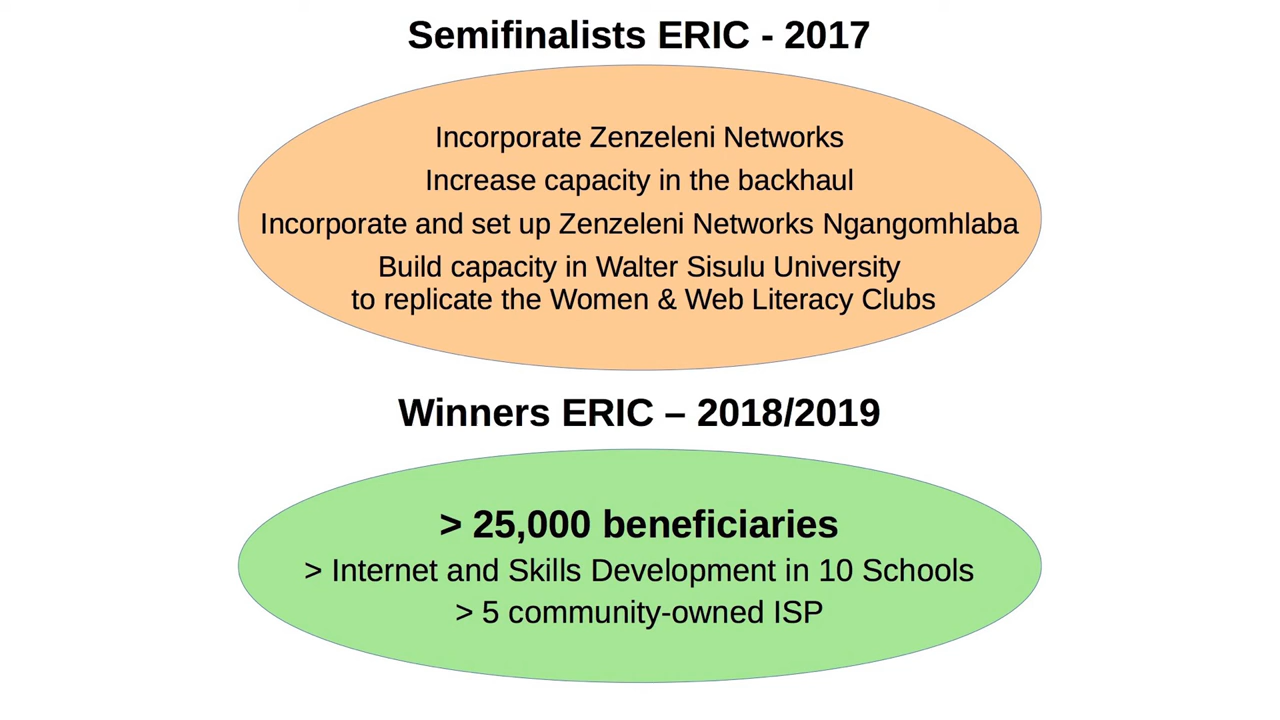 Semifinalists ERIC - 2017
Incorporate Zenzeleni Networks
Increase capacity in the backhaul
Incorporate and set up Zenzeleni Networks Ngangomhlaba
Build capacity in Walter Sisulu University
to replicate the Women & Web Literacy Clubs
Winners ERIC – 2018/2019
> 25,000 beneficiaries
> Internet and Skills Development in 10 Schools
> 5 community-owned ISP